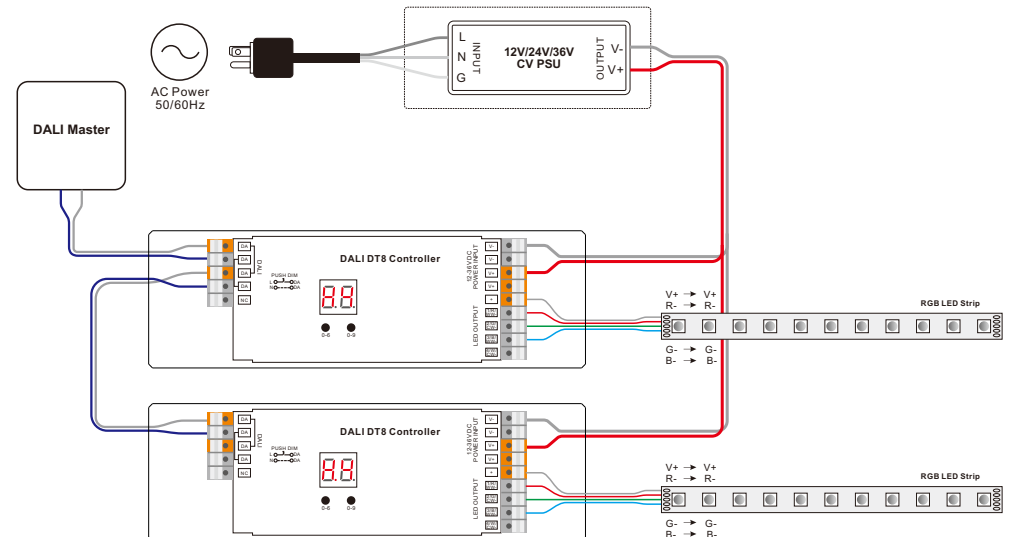 AC Power
50/60Hz
L
N
G
INPUT
12V/24V/36V
CV PSU
OUTPUT
V-
V+
DALI Master
DALI DT8 Controller
DA
DA
DA
DA
NC
DALI
PUSH DIM
L DA
N DA
0-6
0-9
12-36VDC
POWER INPUT
LED OUTPUT
V-
V-
V+
V+
+
V+ → V+
R- → R-
G- → G-
B- → B-
RGB LED Strip
DALI DT8 Controller
DA
DA
DA
DA
NC
DALI
PUSH DIM
L DA
N DA
0-6
0-9
12-36VDC
POWER INPUT
LED OUTPUT
V-
V-
V+
V+
+
V+ → V+
R- → R-
G- → G-
B- → B-
RGB LED Strip